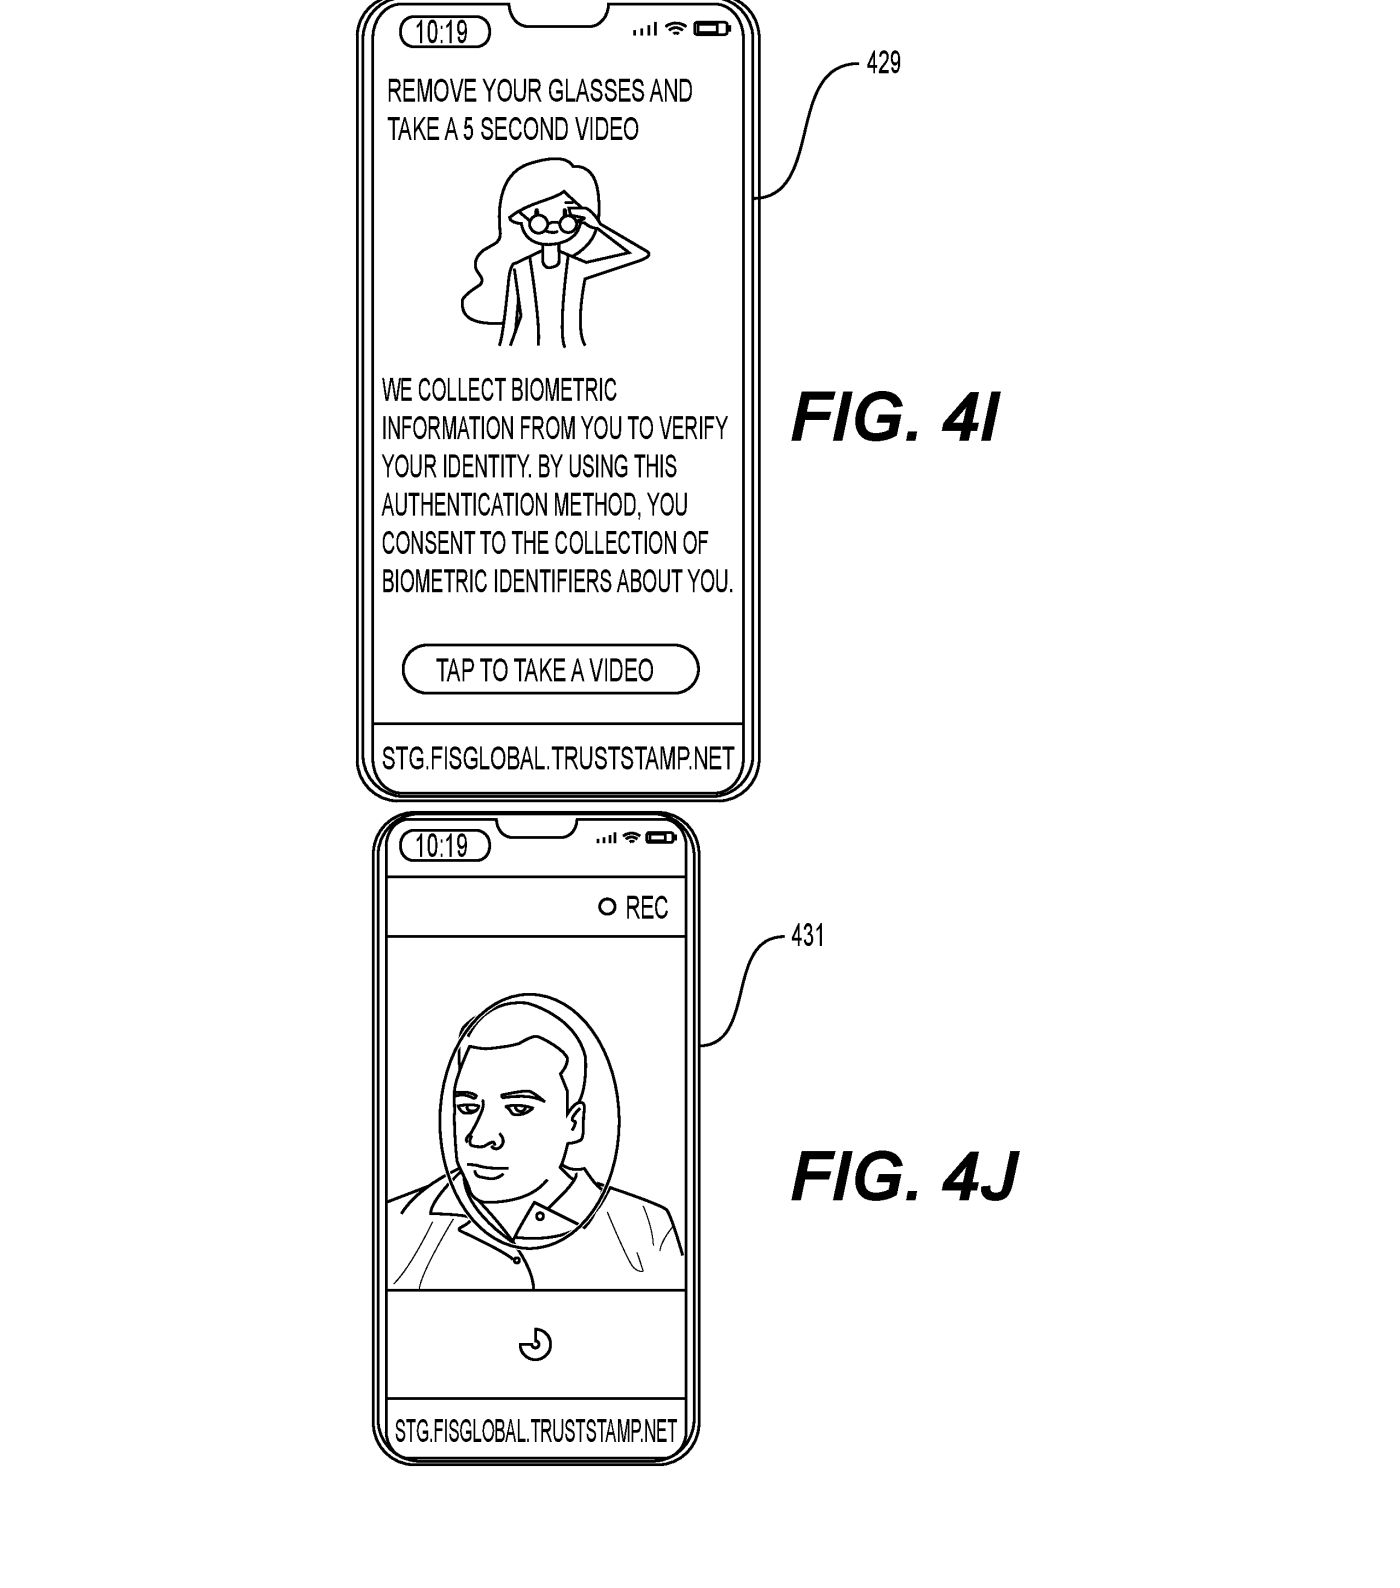 10:19
429
REMOVE YOUR GLASSES AND
TAKE A 5 SECOND VIDEO
WE COLLECT BIOMETRIC
INFORMATION FROM YOU TO VERIFY
YOUR IDENTITY. BY USING THIS
AUTHENTICATION METHOD, YOU
CONSENT TO THE COLLECTION OF
BIOMETRIC IDENTIFIERS ABOUT YOU.
FIG. 4I
TAP TO TAKE A VIDEO
STG.FISGLOBAL.TRUSTSTAMP.NET
10:19
REC
431
FIG. 4J
STG.FISGLOBAL.TRUSTSTAMP.NET